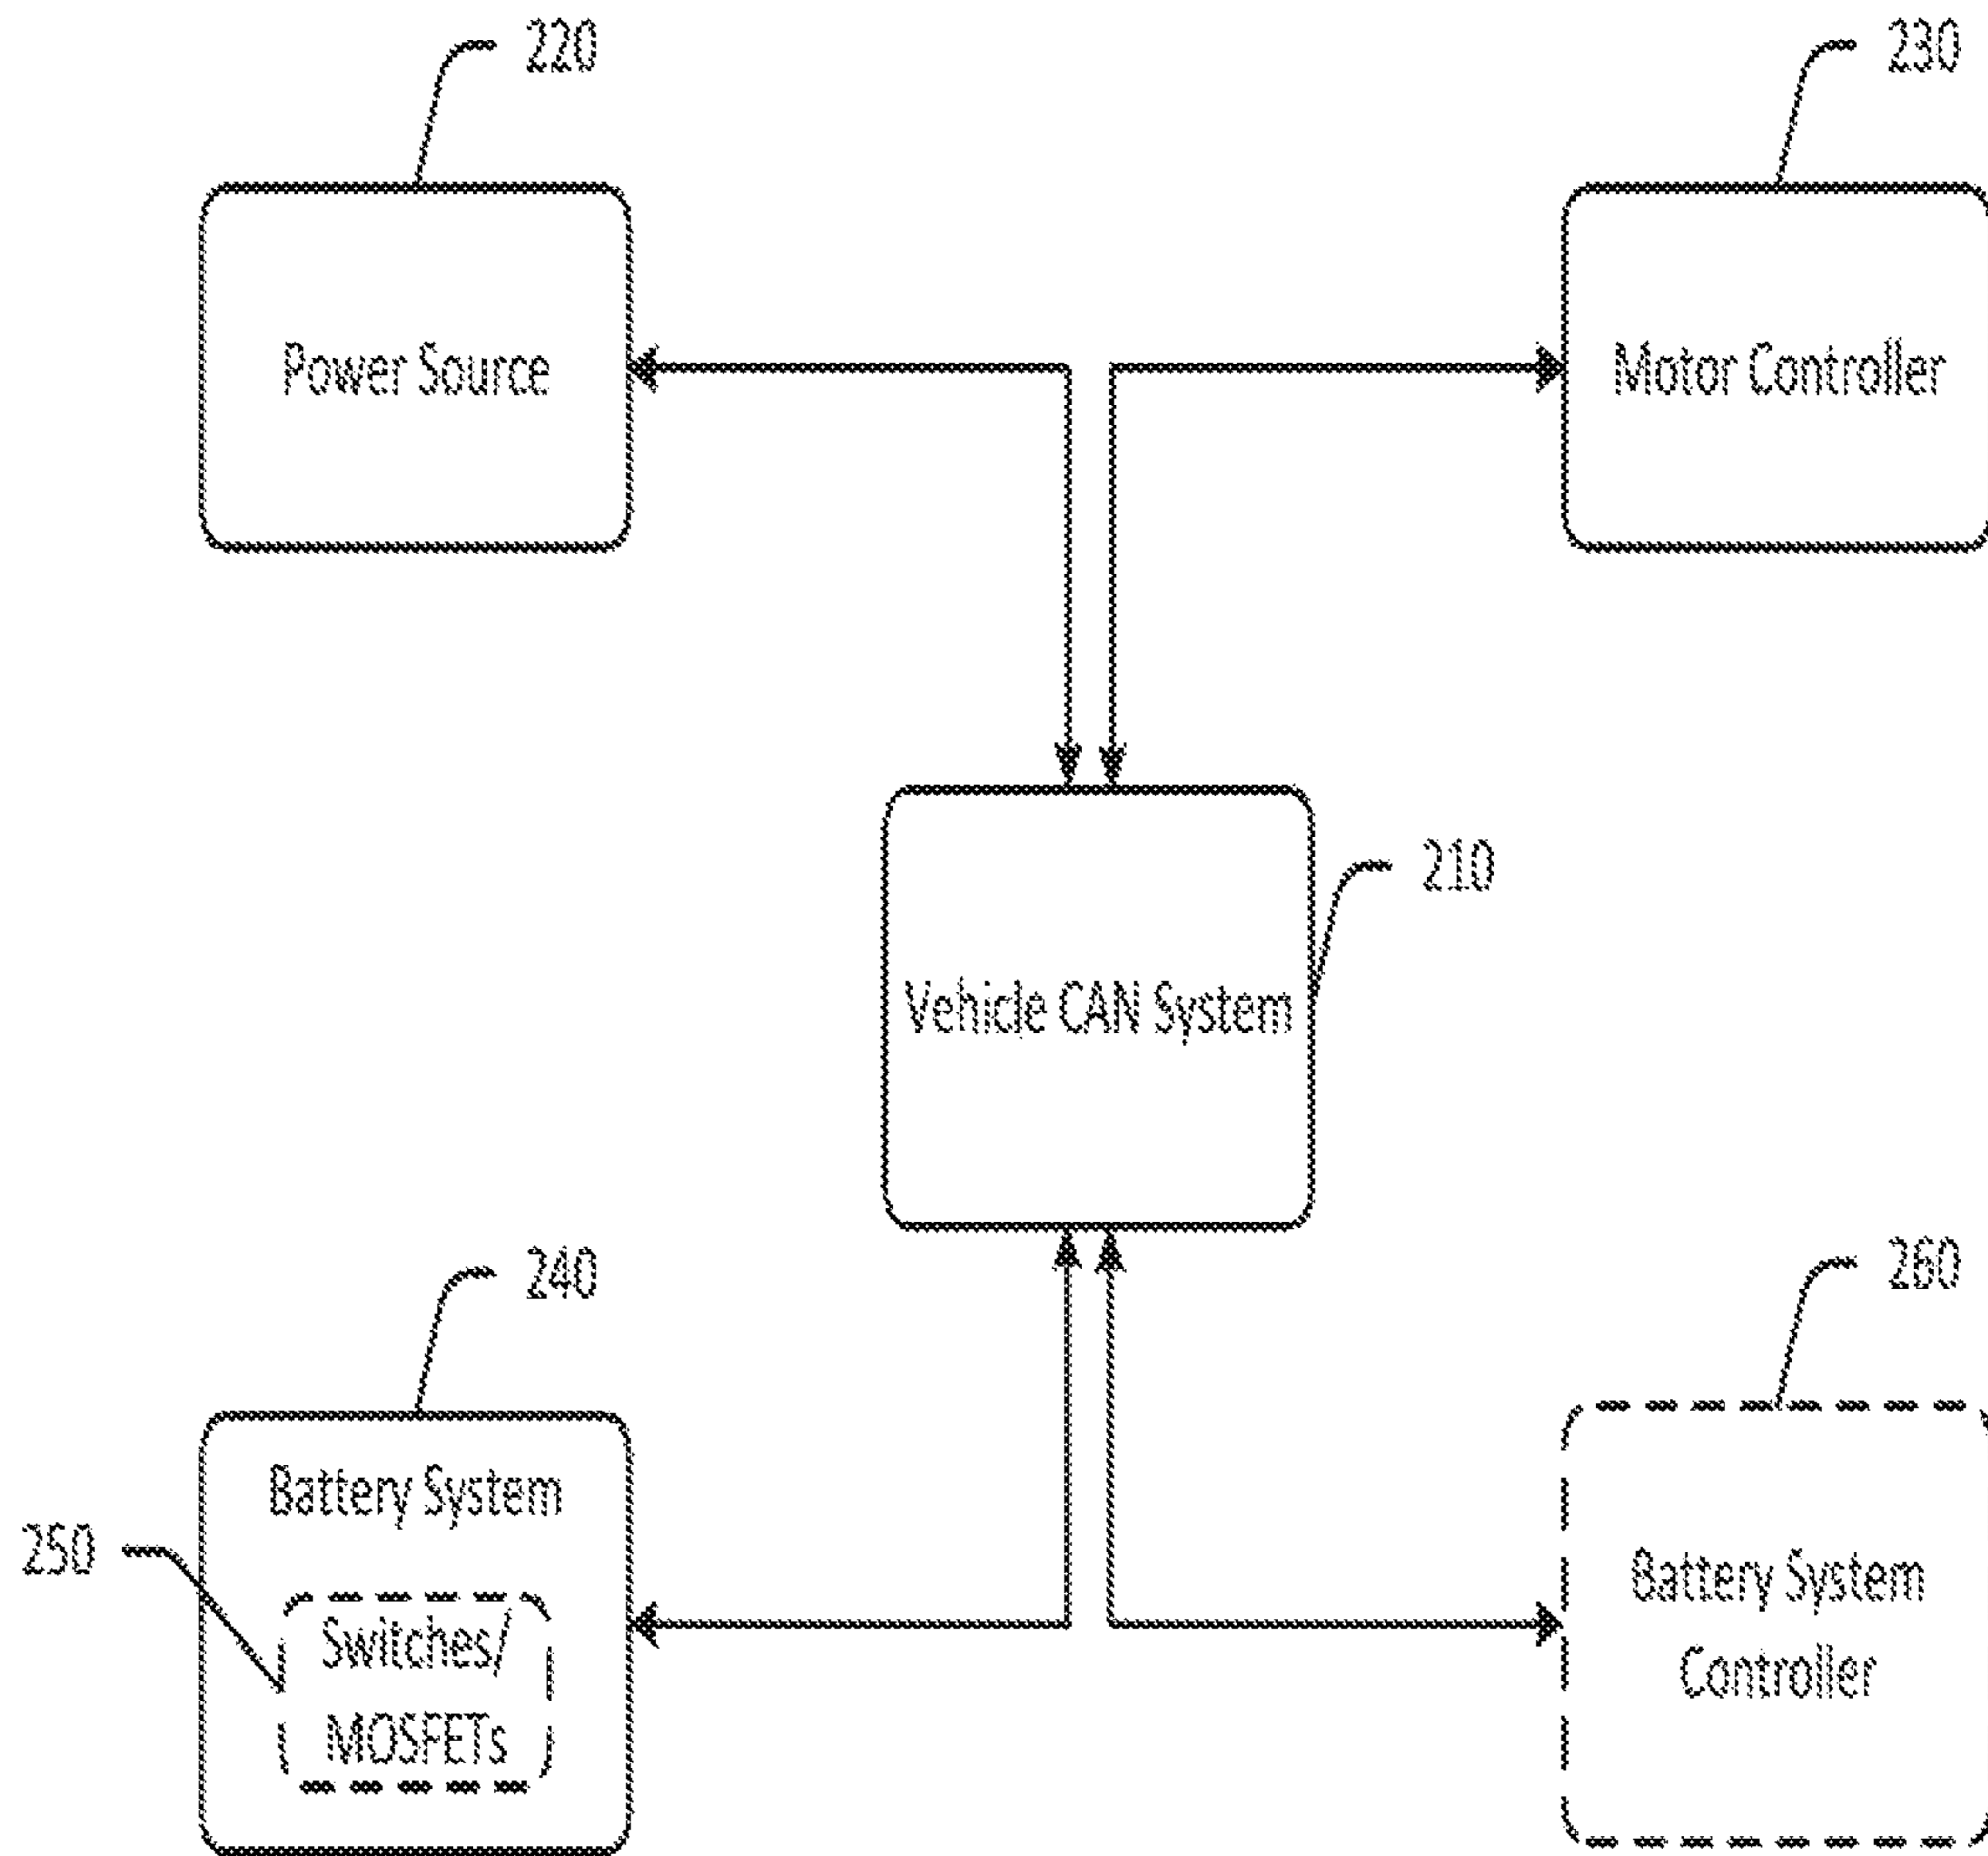 220
230
Power Source
Motor Controller
210
Vehicle CAN System
240
260
Battery System
250
Switches/
MOSFETs
Battery System
Controller